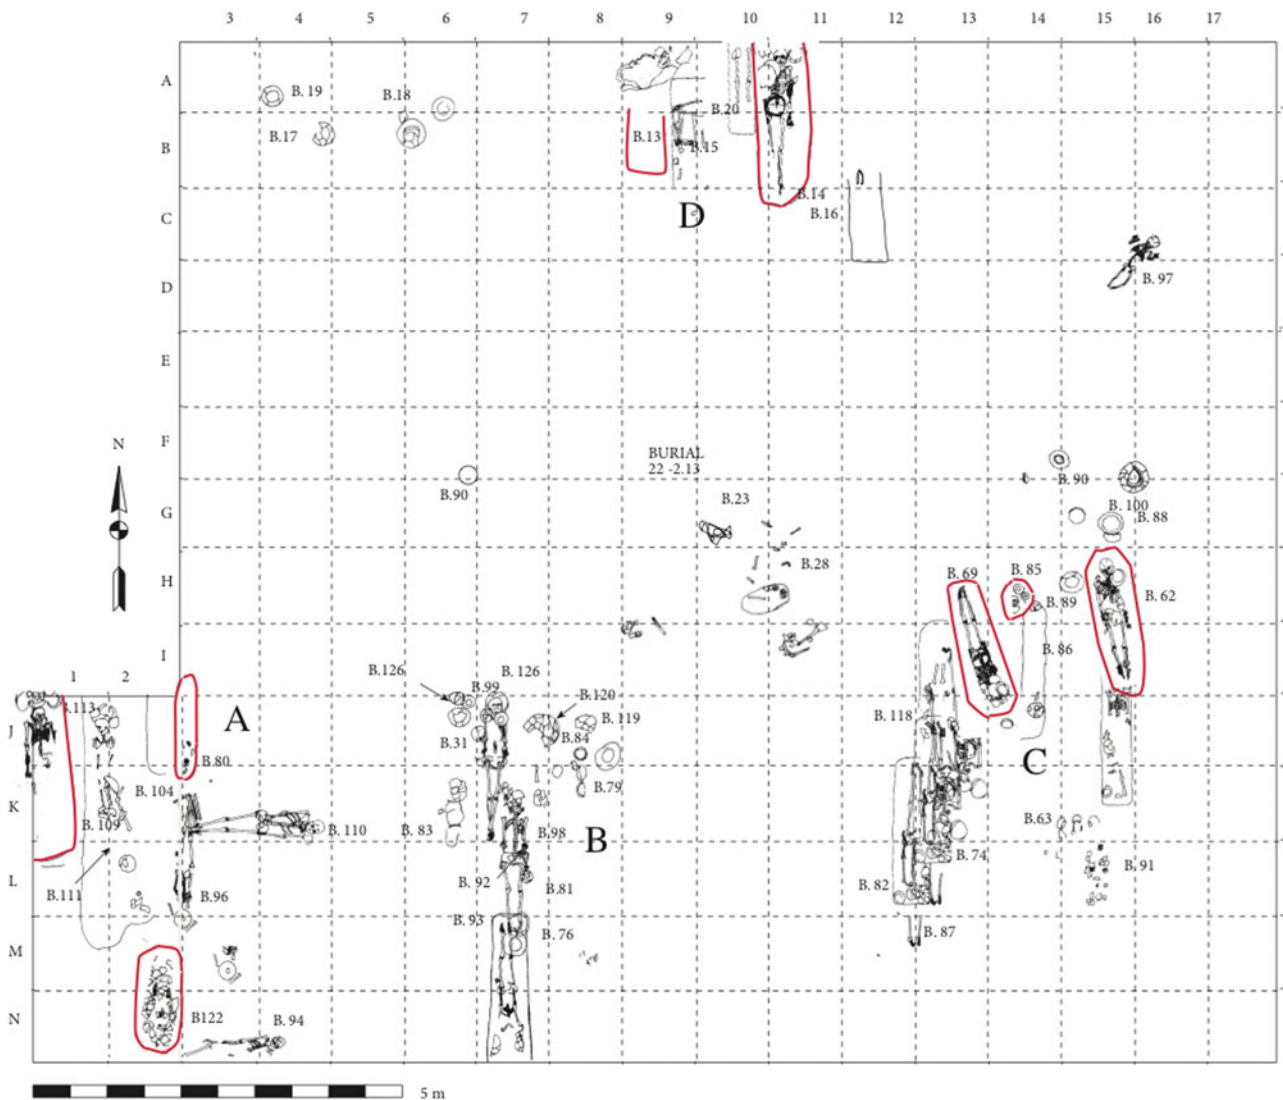 3 4 5 6 7 8 9 10 11 12 13 14 15 16 17
A
B. 19
B.18
B.20
B.17
B
B.13
B.15
B.14
C
D
B.16
D
B. 97
E
F
N
BURIAL
22 -2.13
B.90
B. 90
G
B.23
B. 100
B. 88
H
B.28
B. 69
B. 85
B. 89
B. 62
I
B. 86
1 2
B.126
B. 126
B.113
A
B.99
B.120
B. 119
J
B.31
B.84
B. 118
C
B.80
B. 104
B.79
K
B. 109
B. 110
B. 83
B. 98
B
B.63
B.74
B.111
L
B. 96
B. 92
B.81
B. 82
B. 91
B. 93
B. 76
B.87
M
N
B122
B. 94
5 m